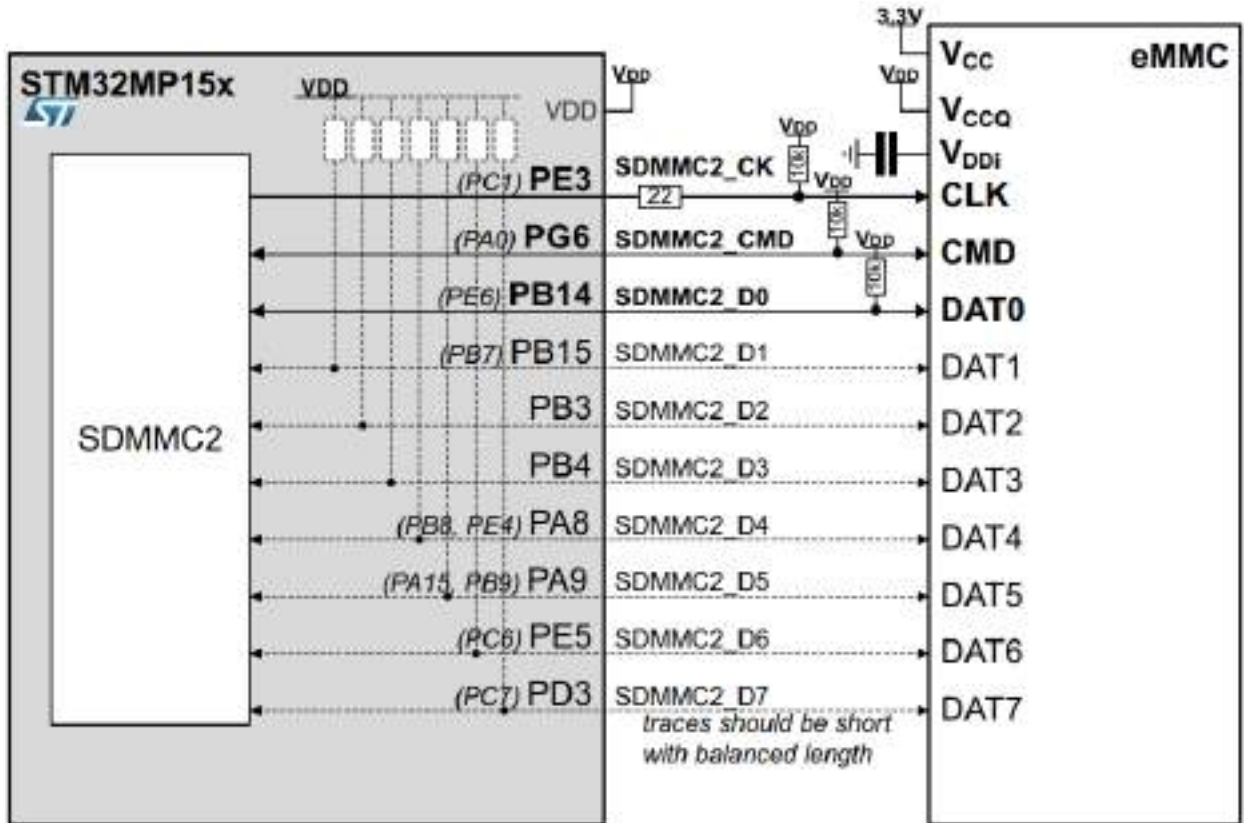 3.3V
VCC
eMMC
STM32MP15x
ST
VDD
VDD
VDD
VDD
VCCQ
VDDi
VDD
10k
(PC1) PE3
SDMMC2_CK
22
CLK
VDD
10k
(PA0) PG6
SDMMC2_CMD
CMD
VDD
10k
(PE6) PB14
SDMMC2_D0
DAT0
(PB7) PB15
SDMMC2_D1
DAT1
PB3
SDMMC2_D2
DAT2
SDMMC2
PB4
SDMMC2_D3
DAT3
(PB8, PE4) PA8
SDMMC2_D4
DAT4
(PA15, PB9) PA9
SDMMC2_D5
DAT5
(PC6) PE5
SDMMC2_D6
DAT6
(PC7) PD3
SDMMC2_D7
DAT7
traces should be short
with balanced length